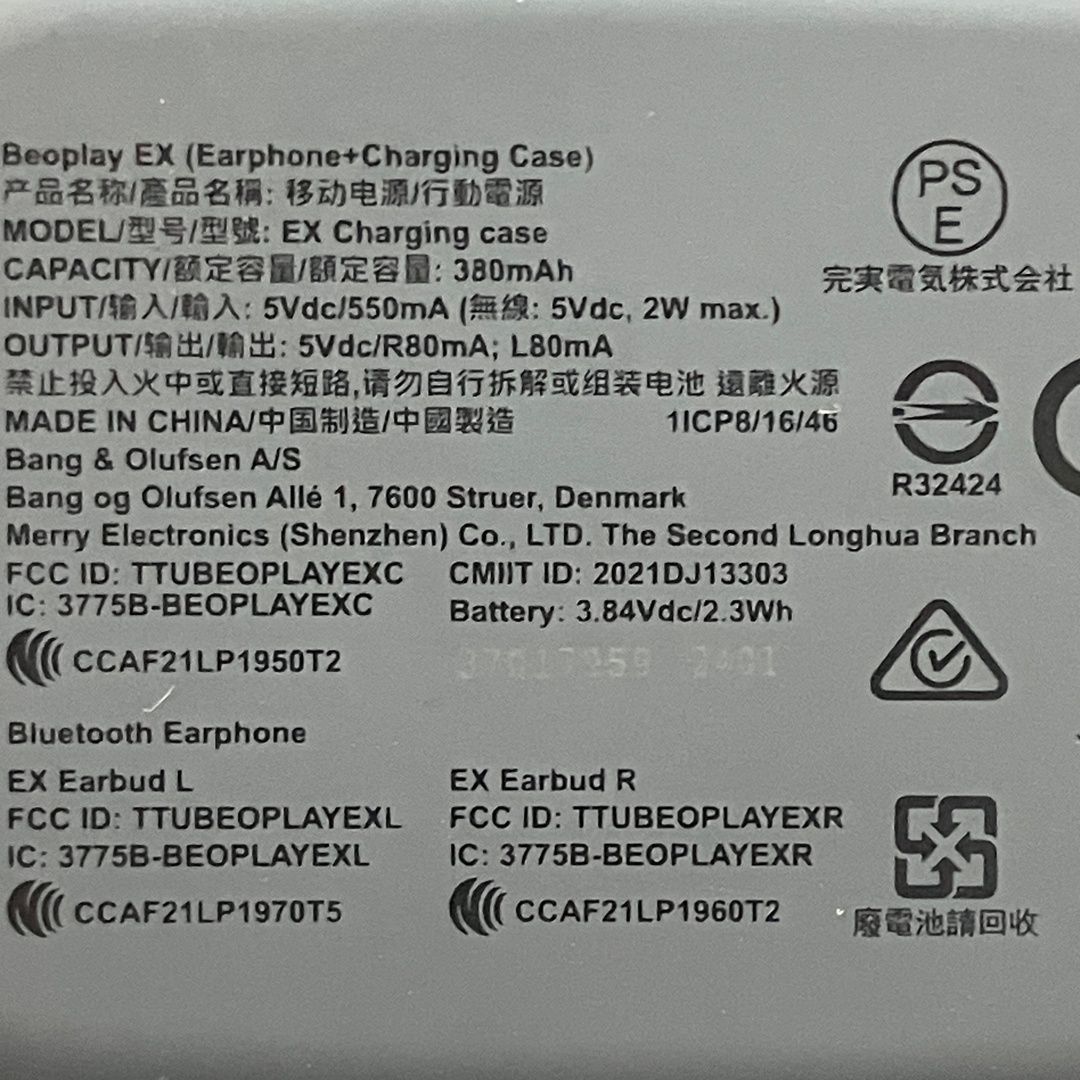 Beoplay EX (Earphone+Charging Case)
产品名称/產品名稱: 移动电源/行動電源
MODEL/型号/型號: EX Charging case
CAPACITY/额定容量/額定容量: 380mAh
INPUT/输入/輸入: 5Vdc/550mA (無線: 5Vdc, 2W max.)
OUTPUT/输出/輸出: 5Vdc/R80mA; L80mA
禁止投入火中或直接短路,请勿自行拆解或组装电池 遠離火源
MADE IN CHINA/中国制造/中國製造 1ICP8/16/46
Bang & Olufsen A/S
Bang og Olufsen Allé 1, 7600 Struer, Denmark
Merry Electronics (Shenzhen) Co., LTD. The Second Longhua Branch
FCC ID: TTUBEOPLAYEXC CMIIT ID: 2021DJ13303
IC: 3775B-BEOPLAYEXC Battery: 3.84Vdc/2.3Wh
CCAF21LP1950T2
Bluetooth Earphone
EX Earbud L EX Earbud R
FCC ID: TTUBEOPLAYEXL FCC ID: TTUBEOPLAYEXR
IC: 3775B-BEOPLAYEXL IC: 3775B-BEOPLAYEXR
CCAF21LP1970T5 CCAF21LP1960T2
PS
E
完実電気株式会社
R32424
廢電池請回收